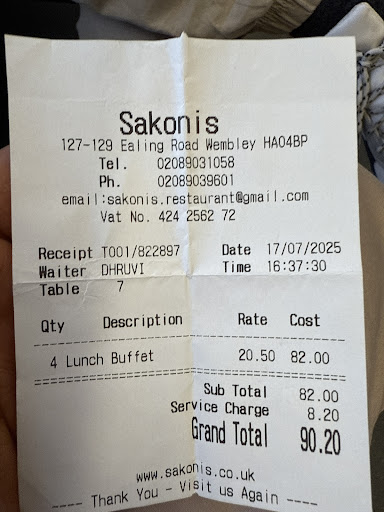 Sakonis
127-129 Ealing Road Wembley HA04BP
Tel. 02089031058
Ph. 02089039601
email:sakonis.restaurant@gmail.com
Vat No. 424 2562 72
Receipt T001/822897 Date 17/07/2025
Waiter DHRUVI Time 16:37:30
Table 7
Qty Description Rate Cost
4 Lunch Buffet 20.50 82.00
Sub Total 82.00
Service Charge 8.20
Grand Total 90.20
www.sakonis.co.uk
---- Thank You - Visit us Again ----